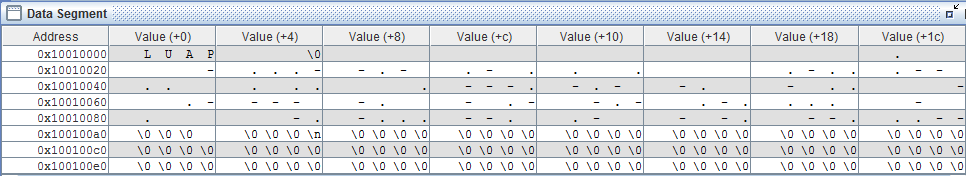 Data Segment
Address Value (+0) Value (+4) Value (+8) Value (+c) Value (+10) Value (+14) Value (+18) Value (+1c)
0x10010000 L U A P \0 .
0x10010020 - . . . - - . - . - . . . - . . . . - -
0x10010040 . . . . . . - - - . - . - - . - . . -
0x10010060 . - - - - - . - . - - . . - . . . -
0x10010080 . - . - . . . - - . . - - - . . . - - .
0x100100a0 \0 \0 \0 \0 \0 \0 \n \0 \0 \0 \0 \0 \0 \0 \0 \0 \0 \0 \0 \0 \0 \0 \0 \0 \0 \0 \0 \0 \0 \0 \0
0x100100c0 \0 \0 \0 \0 \0 \0 \0 \0 \0 \0 \0 \0 \0 \0 \0 \0 \0 \0 \0 \0 \0 \0 \0 \0 \0 \0 \0 \0 \0 \0 \0 \0
0x100100e0 \0 \0 \0 \0 \0 \0 \0 \0 \0 \0 \0 \0 \0 \0 \0 \0 \0 \0 \0 \0 \0 \0 \0 \0 \0 \0 \0 \0 \0 \0 \0 \0